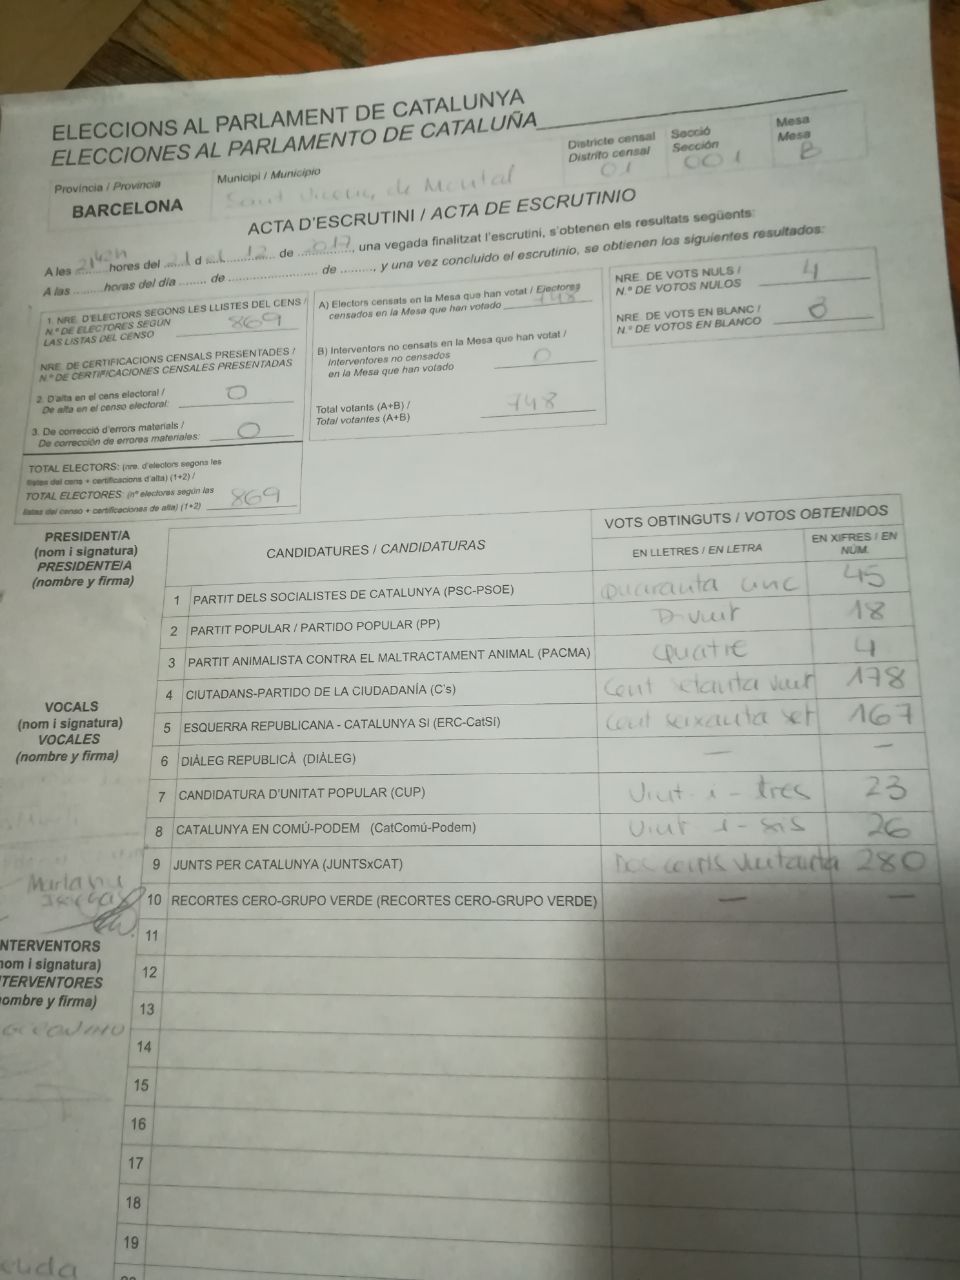 ELECCIONS AL PARLAMENT DE CATALUNYA
ELECCIONES AL PARLAMENTO DE CATALUÑA
Província / Provincia
BARCELONA
Municipi / Municipio
Sant Vicenç de Montalt
Districte censal
Distrito censal
01
Secció
Sección
001
Mesa
Mesa
B
ACTA D'ESCRUTINI / ACTA DE ESCRUTINIO
A les 2142h hores del 21 d 12 de 2017, una vegada finalitzat l'escrutini, s'obtenen els resultats següents:
A las ........ horas del día ........ de ........................ de ........., y una vez concluido el escrutinio, se obtienen los siguientes resultados:
1. NRE. D'ELECTORS SEGONS LES LLISTES DEL CENS /
N.º DE ELECTORES SEGÚN
LAS LISTAS DEL CENSO 869
NRE. DE CERTIFICACIONS CENSALS PRESENTADES /
N.º DE CERTIFICACIONES CENSALES PRESENTADAS
2. D'alta en el cens electoral /
De alta en el censo electoral: 0
3. De correcció d'errors materials /
De corrección de errores materiales: 0
TOTAL ELECTORS: (nre. d'electors segons les
llistes del cens + certificacions d'alta) (1+2) /
TOTAL ELECTORES: (nº electores según las
listas del censo + certificaciones de alta) (1+2) 869
A) Electors censats en la Mesa que han votat / Electores
censados en la Mesa que han votado 748
B) Interventors no censats en la Mesa que han votat /
Interventores no censados
en la Mesa que han votado 0
Total votants (A+B) /
Total votantes (A+B) 748
NRE. DE VOTS NULS /
N.º DE VOTOS NULOS 4
NRE. DE VOTS EN BLANC /
N.º DE VOTOS EN BLANCO 3
PRESIDENT/A
(nom i signatura)
PRESIDENTE/A
(nombre y firma)
CANDIDATURES / CANDIDATURAS
VOTS OBTINGUTS / VOTOS OBTENIDOS
EN LLETRES / EN LETRA
EN XIFRES / EN NÚM.
1 PARTIT DELS SOCIALISTES DE CATALUNYA (PSC-PSOE) Quaranta cinc 45
2 PARTIT POPULAR / PARTIDO POPULAR (PP) Divuit 18
3 PARTIT ANIMALISTA CONTRA EL MALTRACTAMENT ANIMAL (PACMA) quatre 4
4 CIUTADANS-PARTIDO DE LA CIUDADANÍA (C's) Cent setanta vuit 178
5 ESQUERRA REPUBLICANA - CATALUNYA SI (ERC-CatSI) Cent seixanta set 167
6 DIÀLEG REPUBLICÀ (DIÀLEG) — —
7 CANDIDATURA D'UNITAT POPULAR (CUP) Vint-i-tres 23
8 CATALUNYA EN COMÚ-PODEM (CatComú-Podem) Vint i-sis 26
9 JUNTS PER CATALUNYA (JUNTSxCAT) Dos cents vuitanta 280
10 RECORTES CERO-GRUPO VERDE (RECORTES CERO-GRUPO VERDE) — —
11
12
13
14
15
16
17
18
19
VOCALS
(nom i signatura)
VOCALES
(nombre y firma)
NTERVENTORS
nom i signatura)
TERVENTORES
ombre y firma)